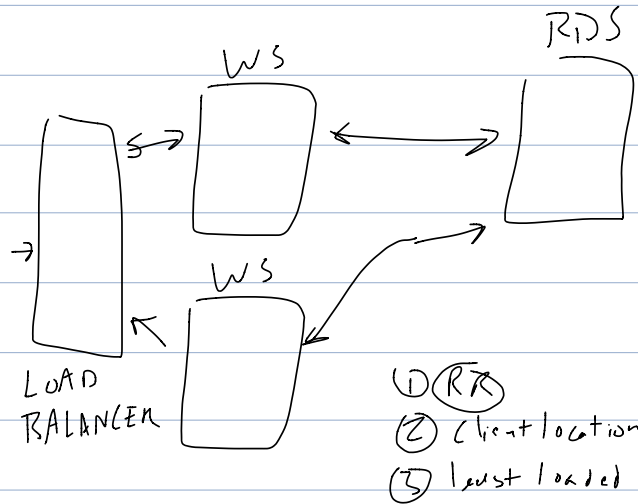 RDS
WS
WS
LOAD
BALANCER
① RR
② client location
③ least loaded